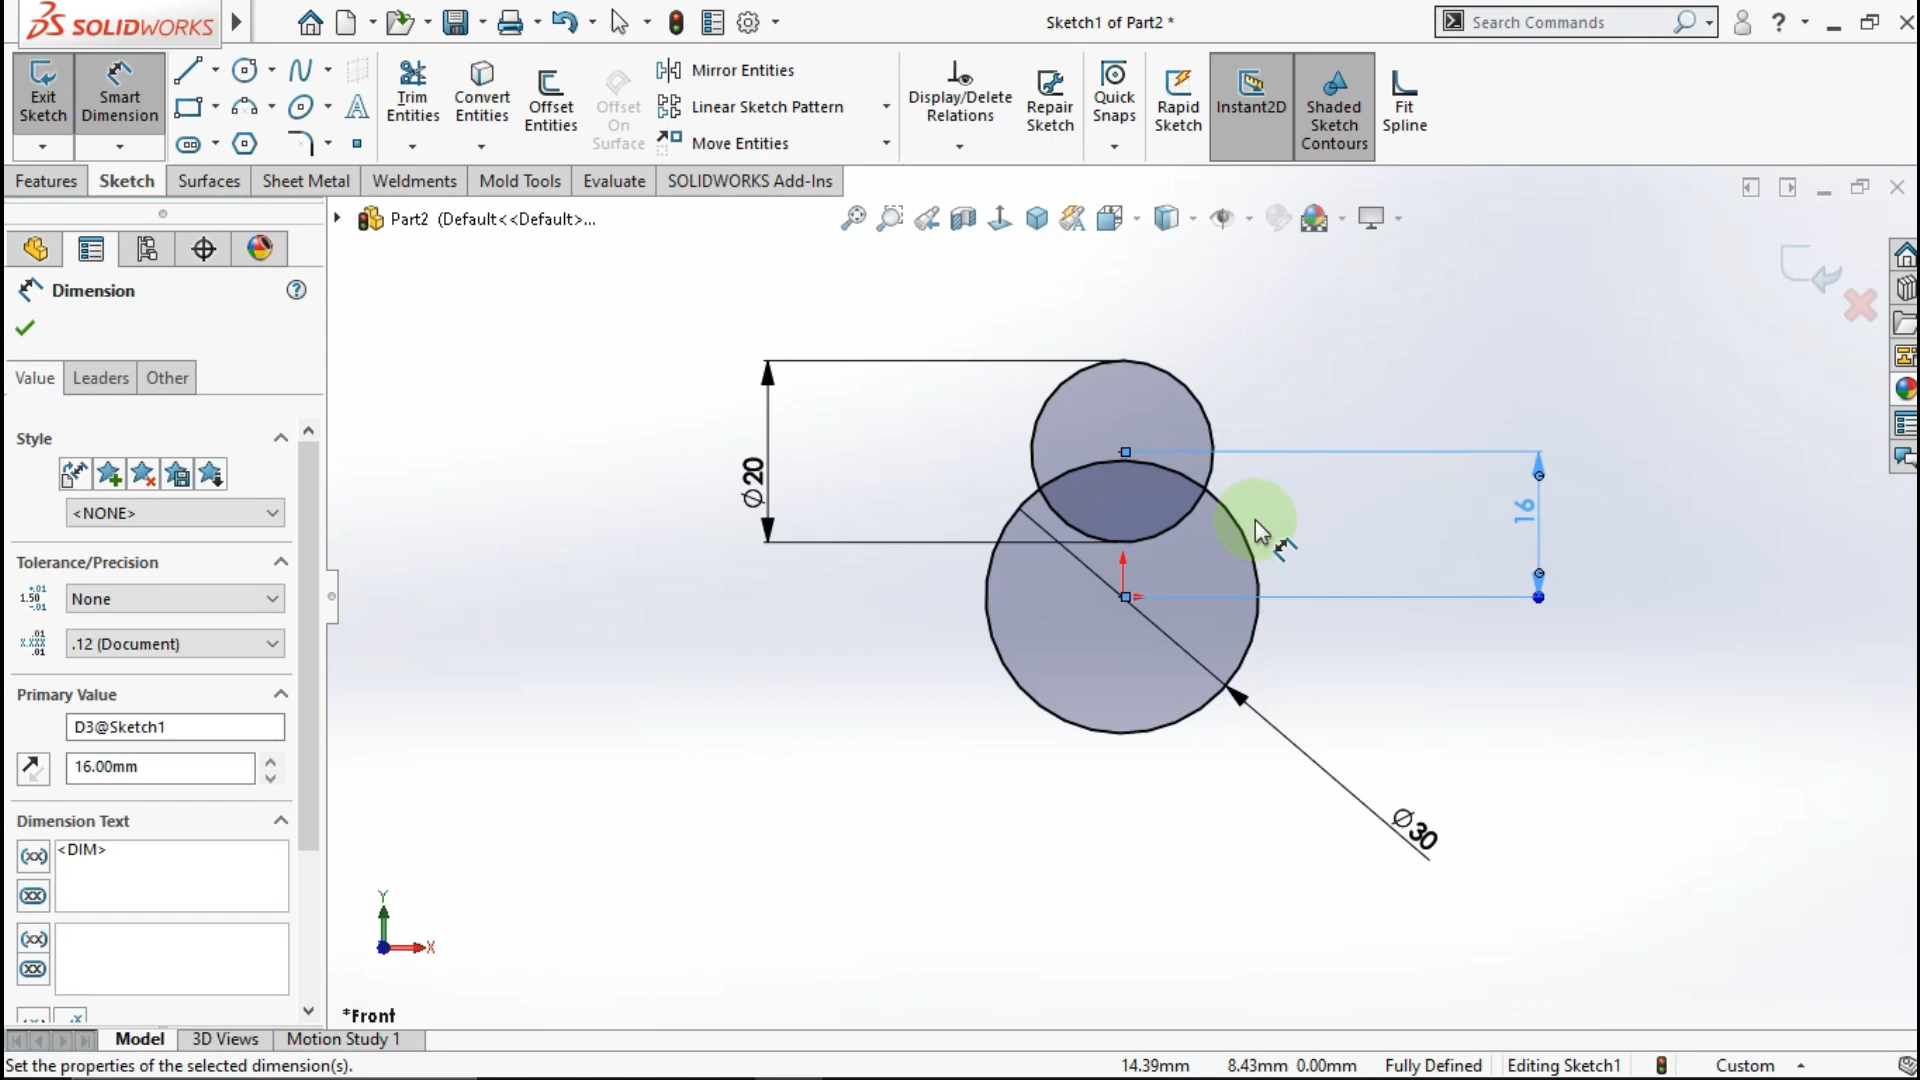 SOLIDWORKS
Sketch1 of Part2 *
Search Commands
Exit Sketch
Smart Dimension
Trim Entities
Convert Entities
Offset Entities
Offset On Surface
Mirror Entities
Linear Sketch Pattern
Move Entities
Display/Delete Relations
Repair Sketch
Quick Snaps
Rapid Sketch
Instant2D
Shaded Sketch Contours
Fit Spline
Features
Sketch
Surfaces
Sheet Metal
Weldments
Mold Tools
Evaluate
SOLIDWORKS Add-Ins
Part2 (Default<<Default>...
Dimension
Value
Leaders
Other
Style
<NONE>
Tolerance/Precision
None
.12 (Document)
Primary Value
D3@Sketch1
16.00mm
Dimension Text
<DIM>
∅20
16
∅30
Y
X
*Front
Model
3D Views
Motion Study 1
Set the properties of the selected dimension(s).
14.39mm
8.43mm 0.00mm
Fully Defined
Editing Sketch1
Custom